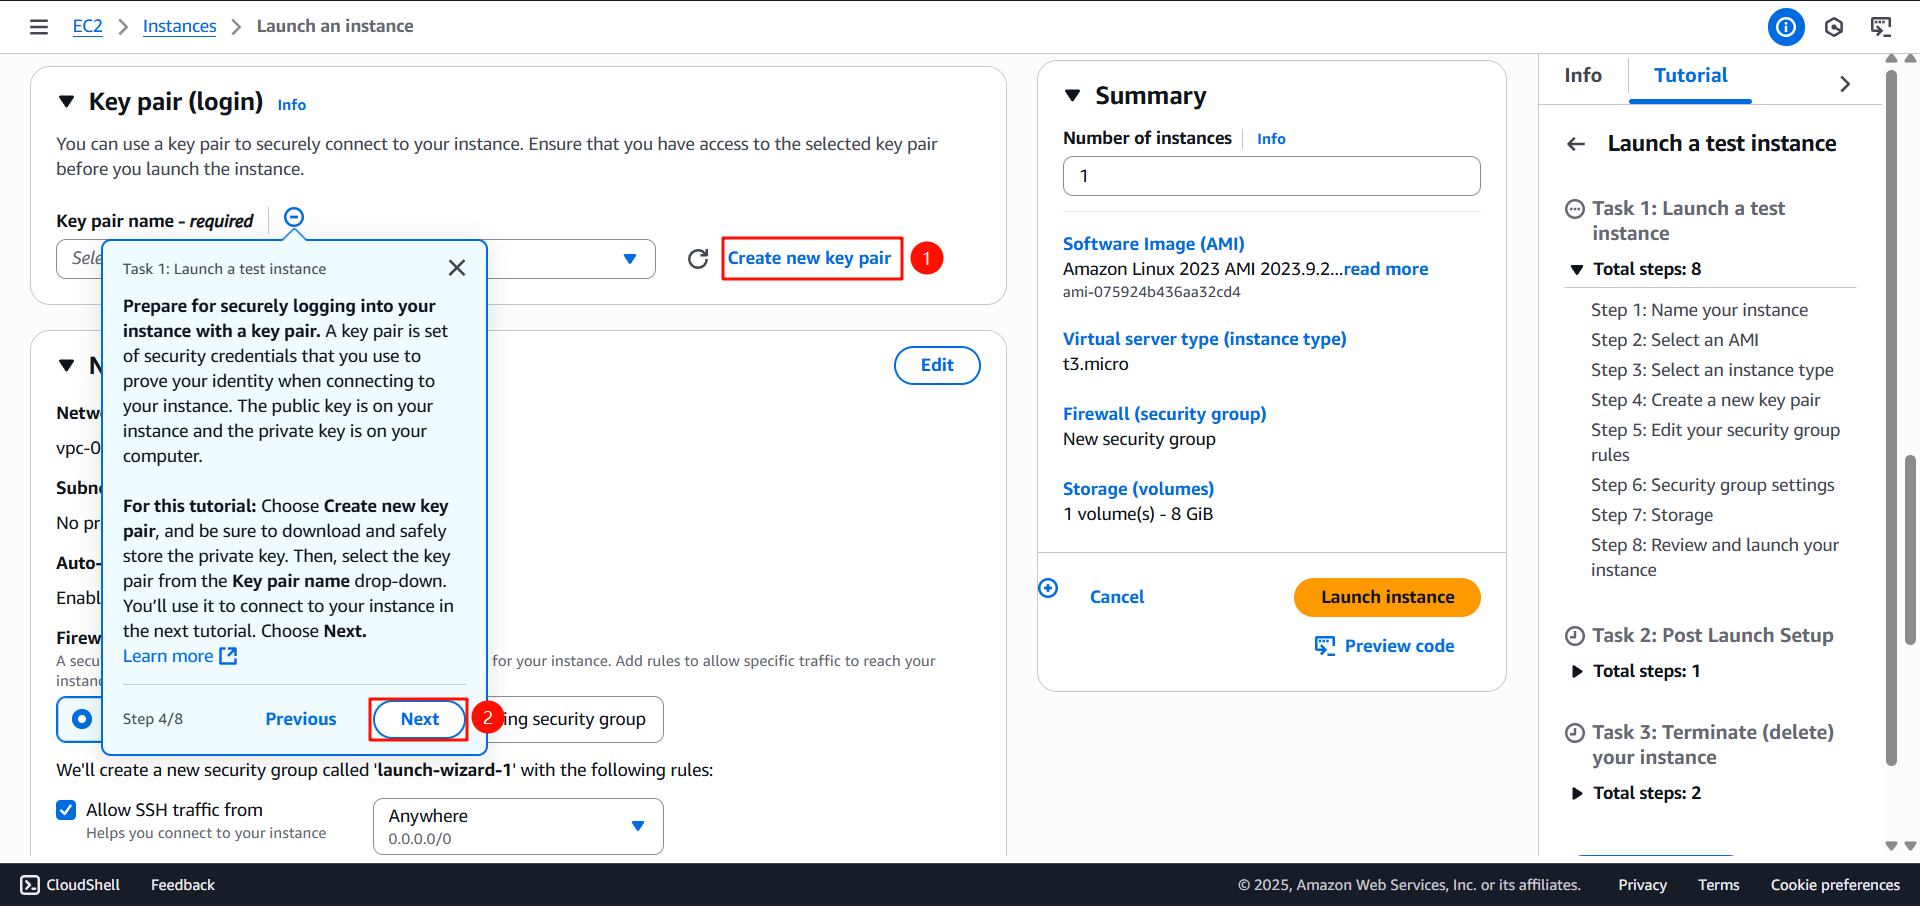 EC2 > Instances > Launch an instance
Key pair (login) Info
You can use a key pair to securely connect to your instance. Ensure that you have access to the selected key pair
before you launch the instance.
Key pair name - required
Sele
Create new key pair
1
Task 1: Launch a test instance
Prepare for securely logging into your
instance with a key pair. A key pair is set
of security credentials that you use to
prove your identity when connecting to
your instance. The public key is on your
instance and the private key is on your
computer.
For this tutorial: Choose Create new key
pair, and be sure to download and safely
store the private key. Then, select the key
pair from the Key pair name drop-down.
You'll use it to connect to your instance in
the next tutorial. Choose Next.
Learn more
Step 4/8
Previous
Next
2
N
Edit
Netw
vpc-0
Subne
No pr
Auto-
Enabl
Firew
A secu
for your instance. Add rules to allow specific traffic to reach your
instanc
ing security group
We'll create a new security group called 'launch-wizard-1' with the following rules:
Allow SSH traffic from
Helps you connect to your instance
Anywhere
0.0.0.0/0
Summary
Number of instances Info
1
Software Image (AMI)
Amazon Linux 2023 AMI 2023.9.2...read more
ami-075924b436aa32cd4
Virtual server type (instance type)
t3.micro
Firewall (security group)
New security group
Storage (volumes)
1 volume(s) - 8 GiB
Cancel
Launch instance
Preview code
Info
Tutorial
Launch a test instance
Task 1: Launch a test
instance
Total steps: 8
Step 1: Name your instance
Step 2: Select an AMI
Step 3: Select an instance type
Step 4: Create a new key pair
Step 5: Edit your security group
rules
Step 6: Security group settings
Step 7: Storage
Step 8: Review and launch your
instance
Task 2: Post Launch Setup
Total steps: 1
Task 3: Terminate (delete)
your instance
Total steps: 2
CloudShell
Feedback
© 2025, Amazon Web Services, Inc. or its affiliates.
Privacy
Terms
Cookie preferences